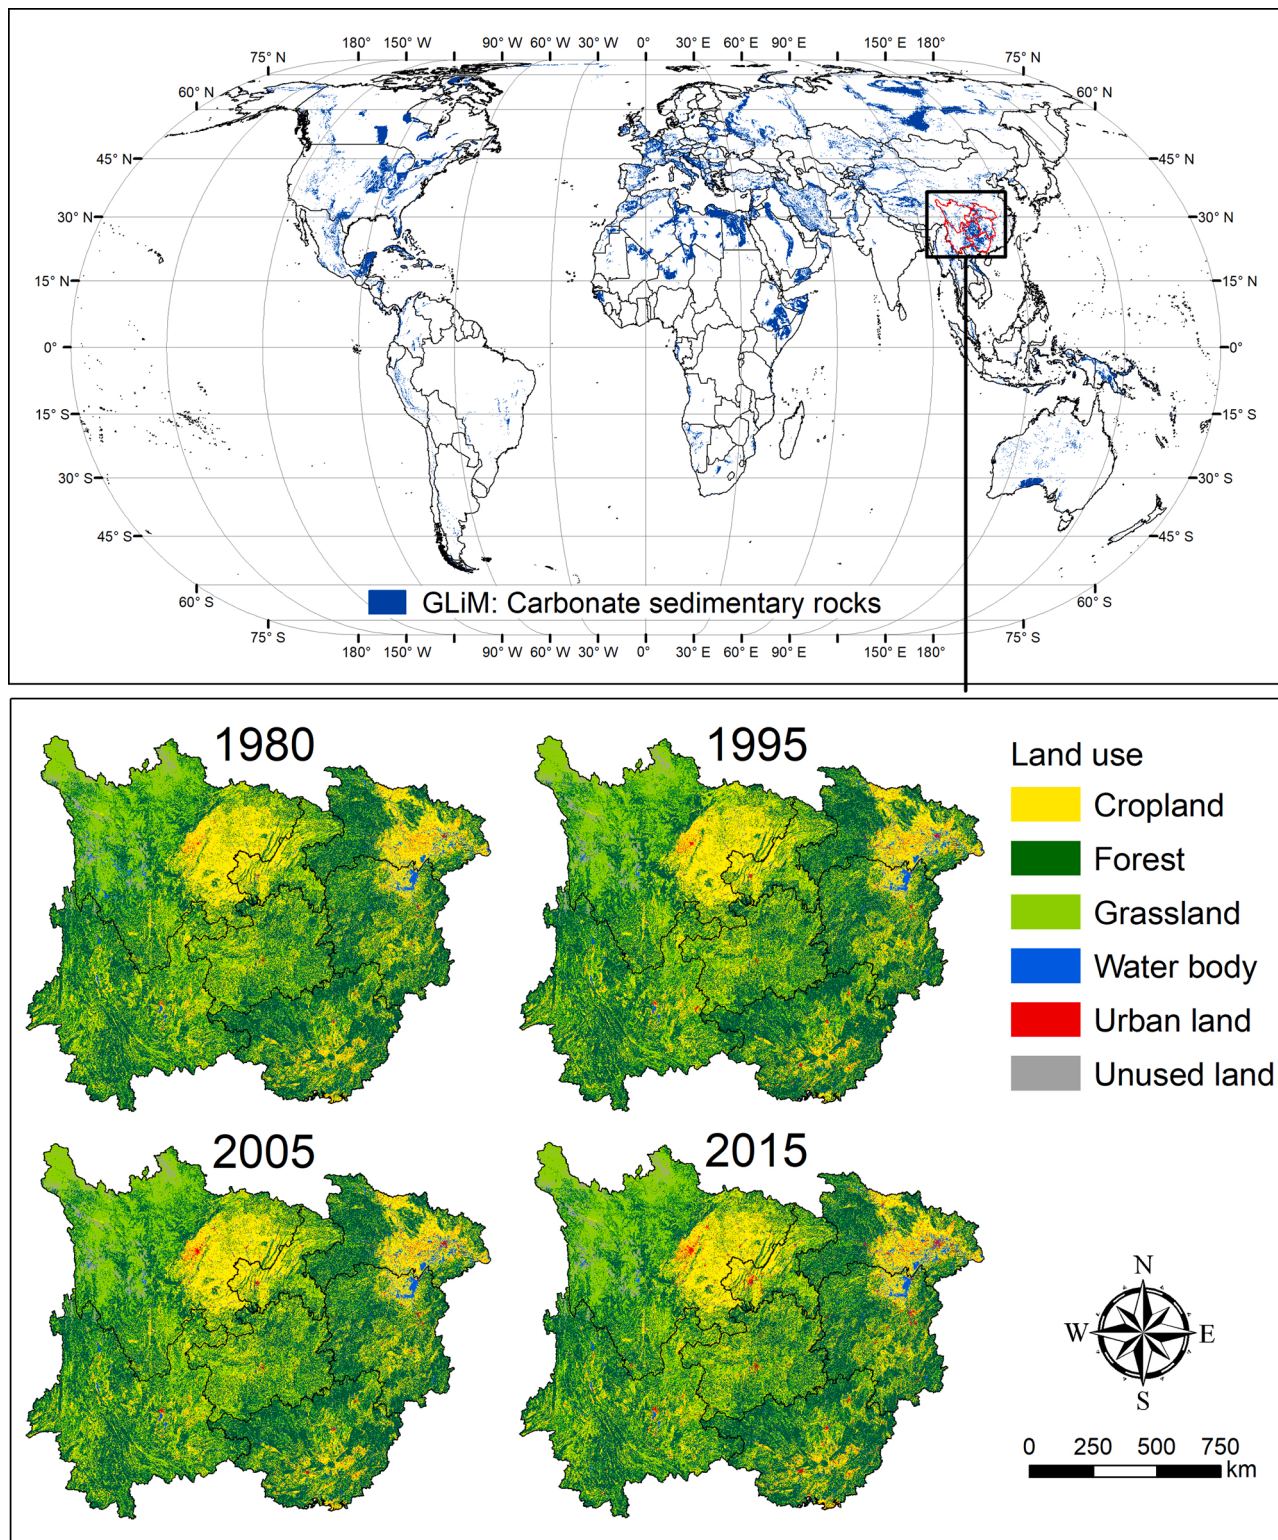 180° 150° W 90° W 60° W 30° W 0° 30° E 60° E 90° E 150° E 180°
75° N 75° N
60° N 60° N
45° N 45° N
30° N 30° N
15° N 15° N
0° 0°
15° S 15° S
30° S 30° S
45° S 45° S
60° S 60° S
GLiM: Carbonate sedimentary rocks
75° S 75° S
180° 150° W 90° W 60° W 30° W 0° 30° E 60° E 90° E 150° E 180°
1980 1995
Land use
Cropland
Forest
Grassland
Water body
Urban land
Unused land
2005 2015
N
W E
S
0 250 500 750
km